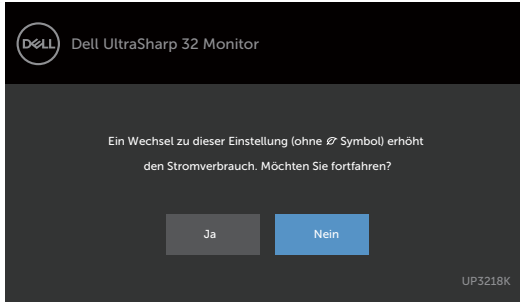 DELL
Dell UltraSharp 32 Monitor
Ein Wechsel zu dieser Einstellung (ohne Symbol) erhöht
den Stromverbrauch. Möchten Sie fortfahren?
Ja
Nein
UP3218K